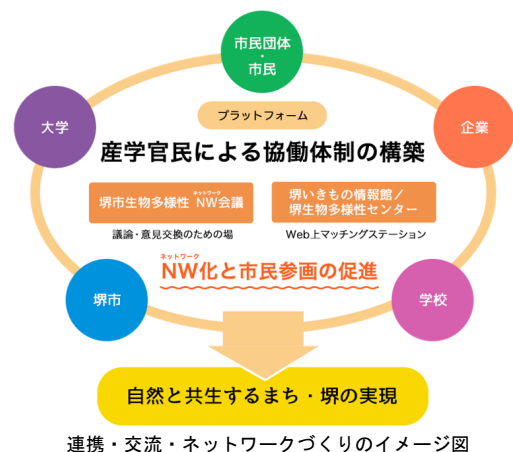 市民団体
・
市民
大学
企業
プラットフォーム
産学官民による協働体制の構築
ネットワーク
堺市生物多様性 NW会議
議論・意見交換のための場
堺いきもの情報館／
堺生物多様性センター
Web上マッチングステーション
ネットワーク
NW化と市民参画の促進
堺市
学校
自然と共生するまち・堺の実現
連携・交流・ネットワークづくりのイメージ図